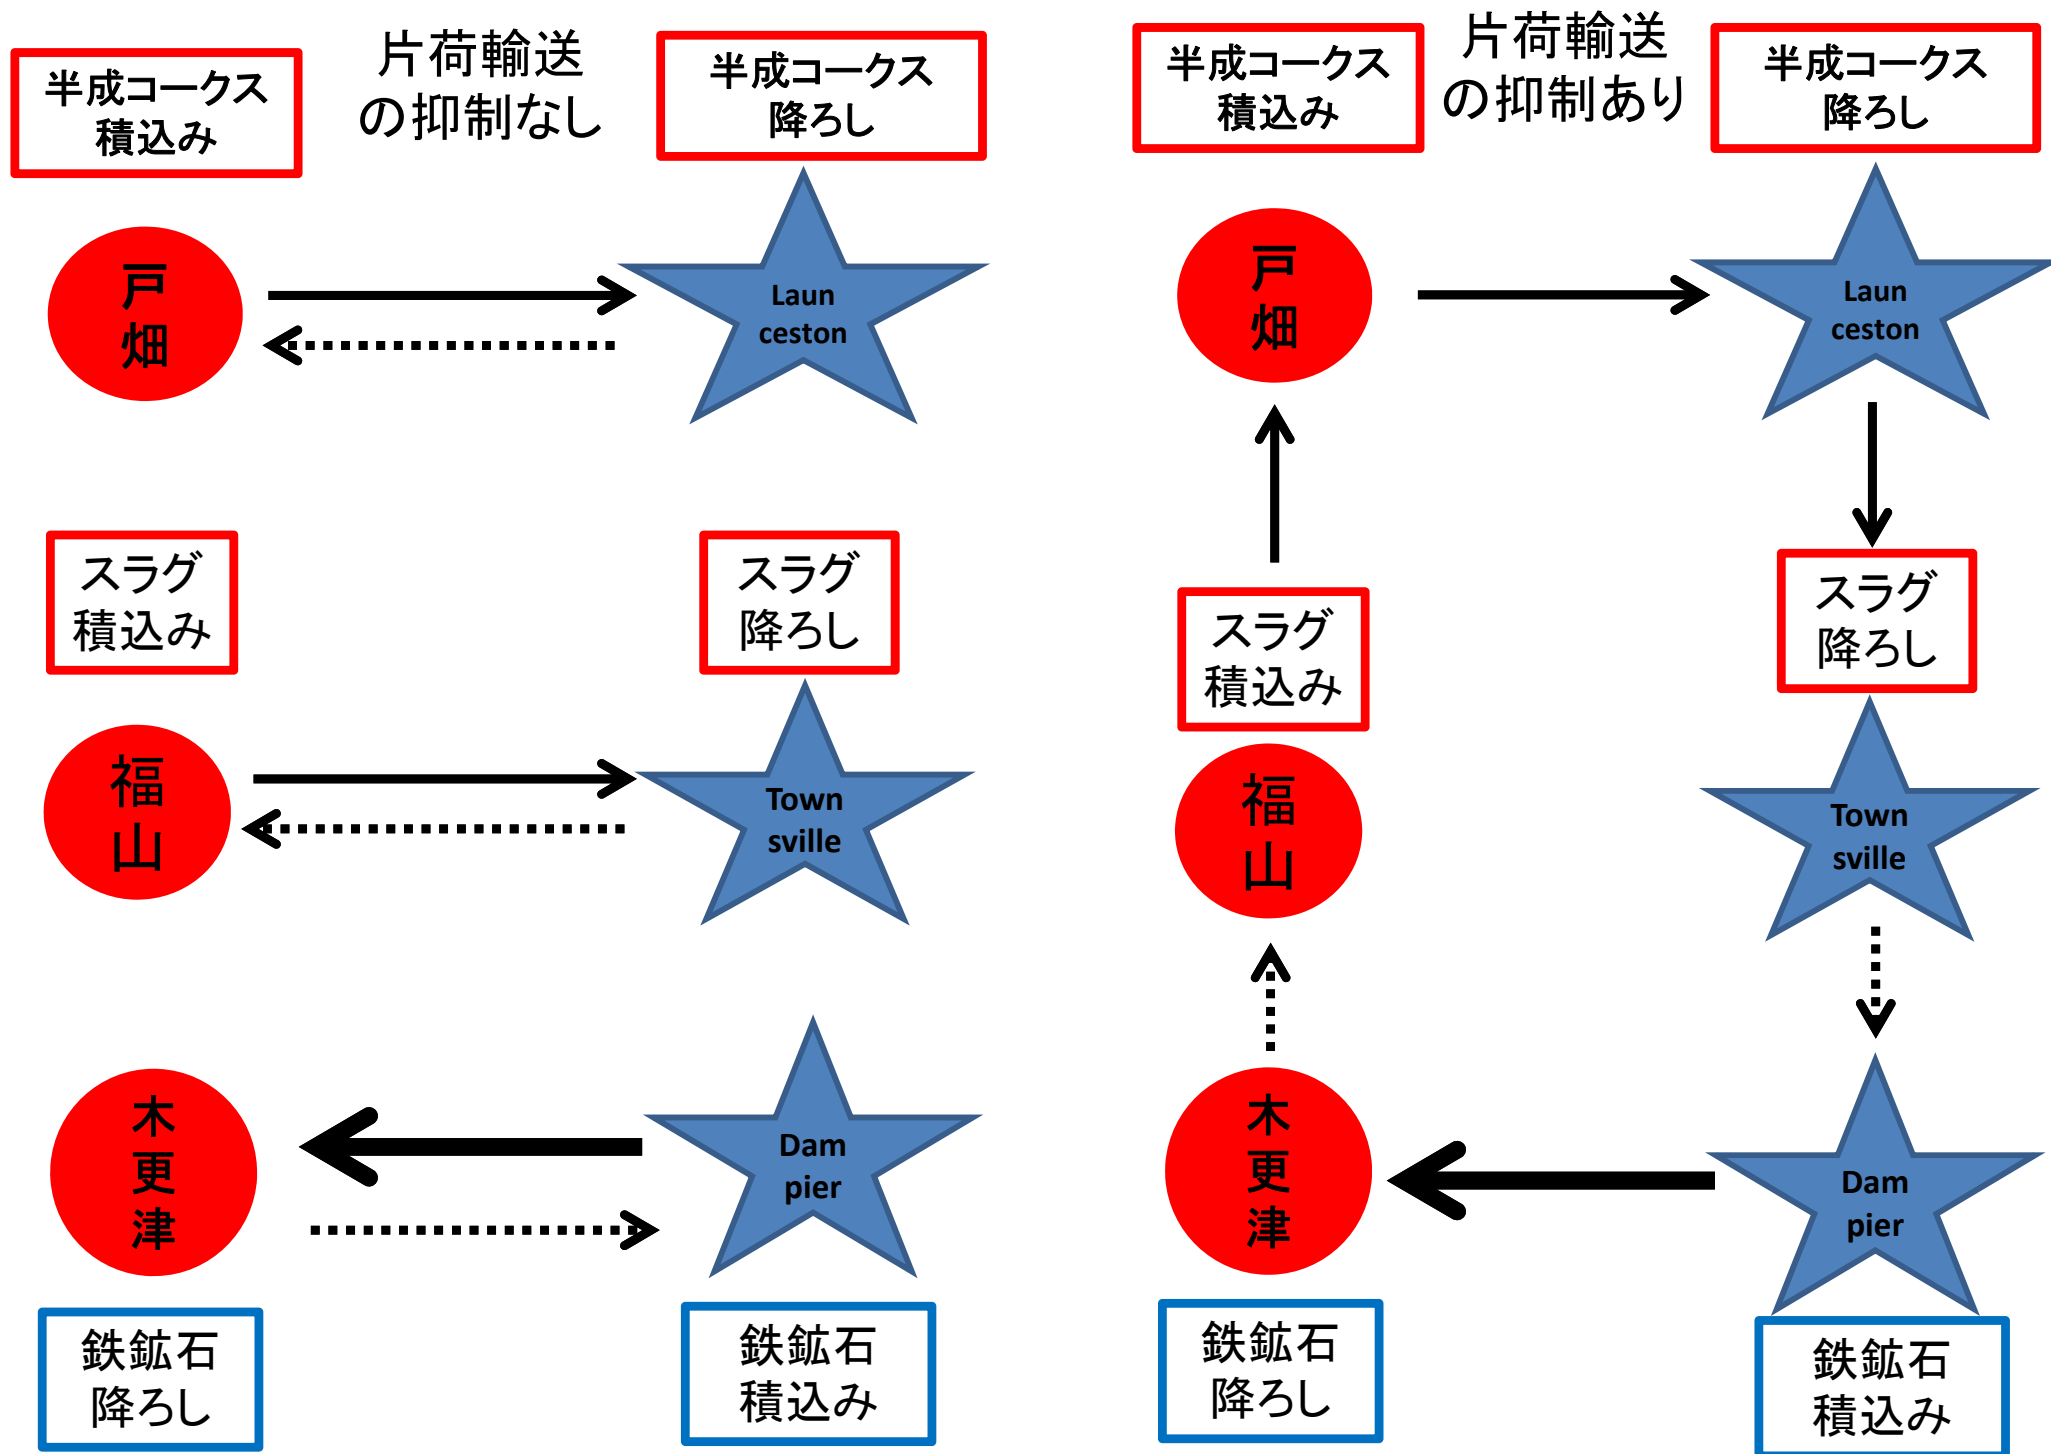 半成コークス
積込み
片荷輸送
の抑制なし
半成コークス
降ろし
戸
畑
Laun
ceston
スラグ
積込み
スラグ
降ろし
福
山
Town
sville
木
更
津
Dam
pier
鉄鉱石
降ろし
鉄鉱石
積込み
半成コークス
積込み
片荷輸送
の抑制あり
半成コークス
降ろし
戸
畑
Laun
ceston
スラグ
積込み
スラグ
降ろし
福
山
Town
sville
木
更
津
Dam
pier
鉄鉱石
降ろし
鉄鉱石
積込み